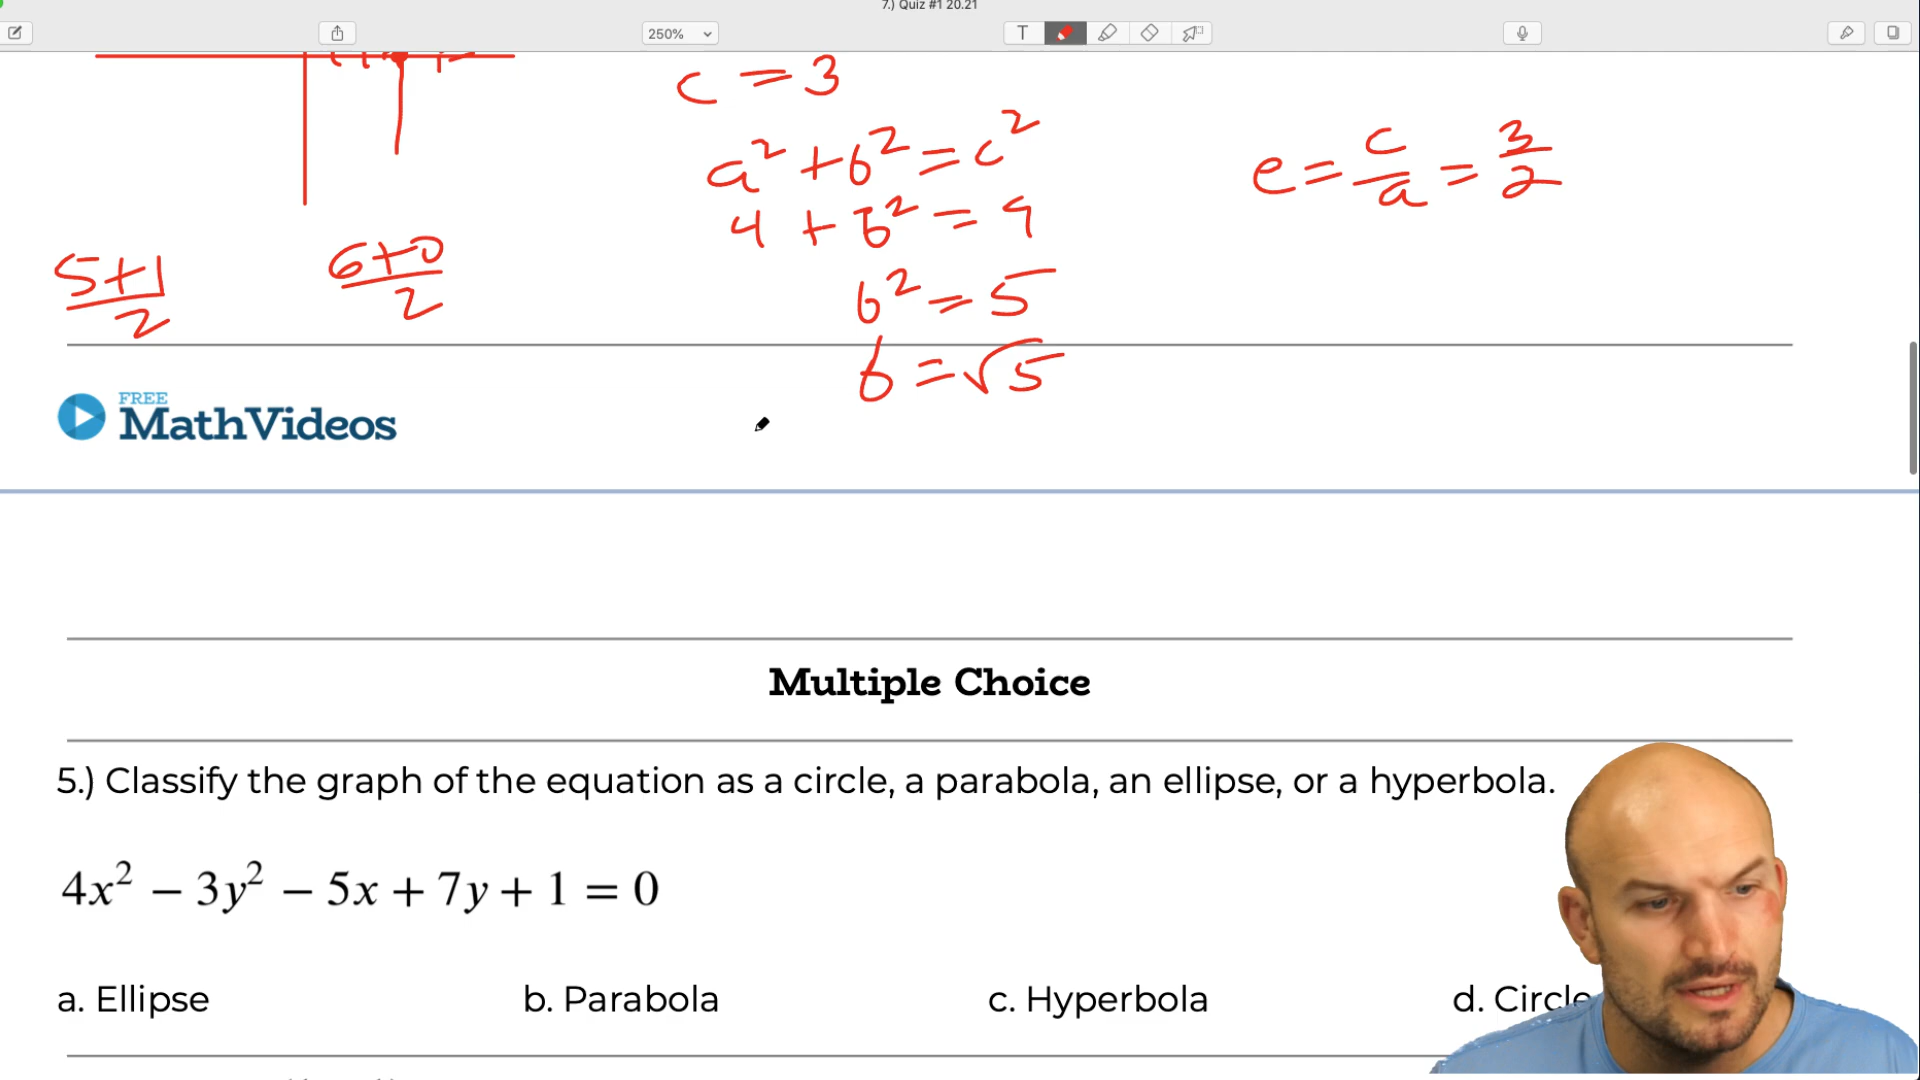 7.) Quiz #1 20.21
250%
T
c = 3
a² + b² = c²
e = c/a = 3/2
4 + b² = 9
5+1/2
6+0/2
b² = 5
b = √5
FREE
MathVideos
Multiple Choice
5.) Classify the graph of the equation as a circle, a parabola, an ellipse, or a hyperbola.
4x² − 3y² − 5x + 7y + 1 = 0
a. Ellipse
b. Parabola
c. Hyperbola
d. Circle